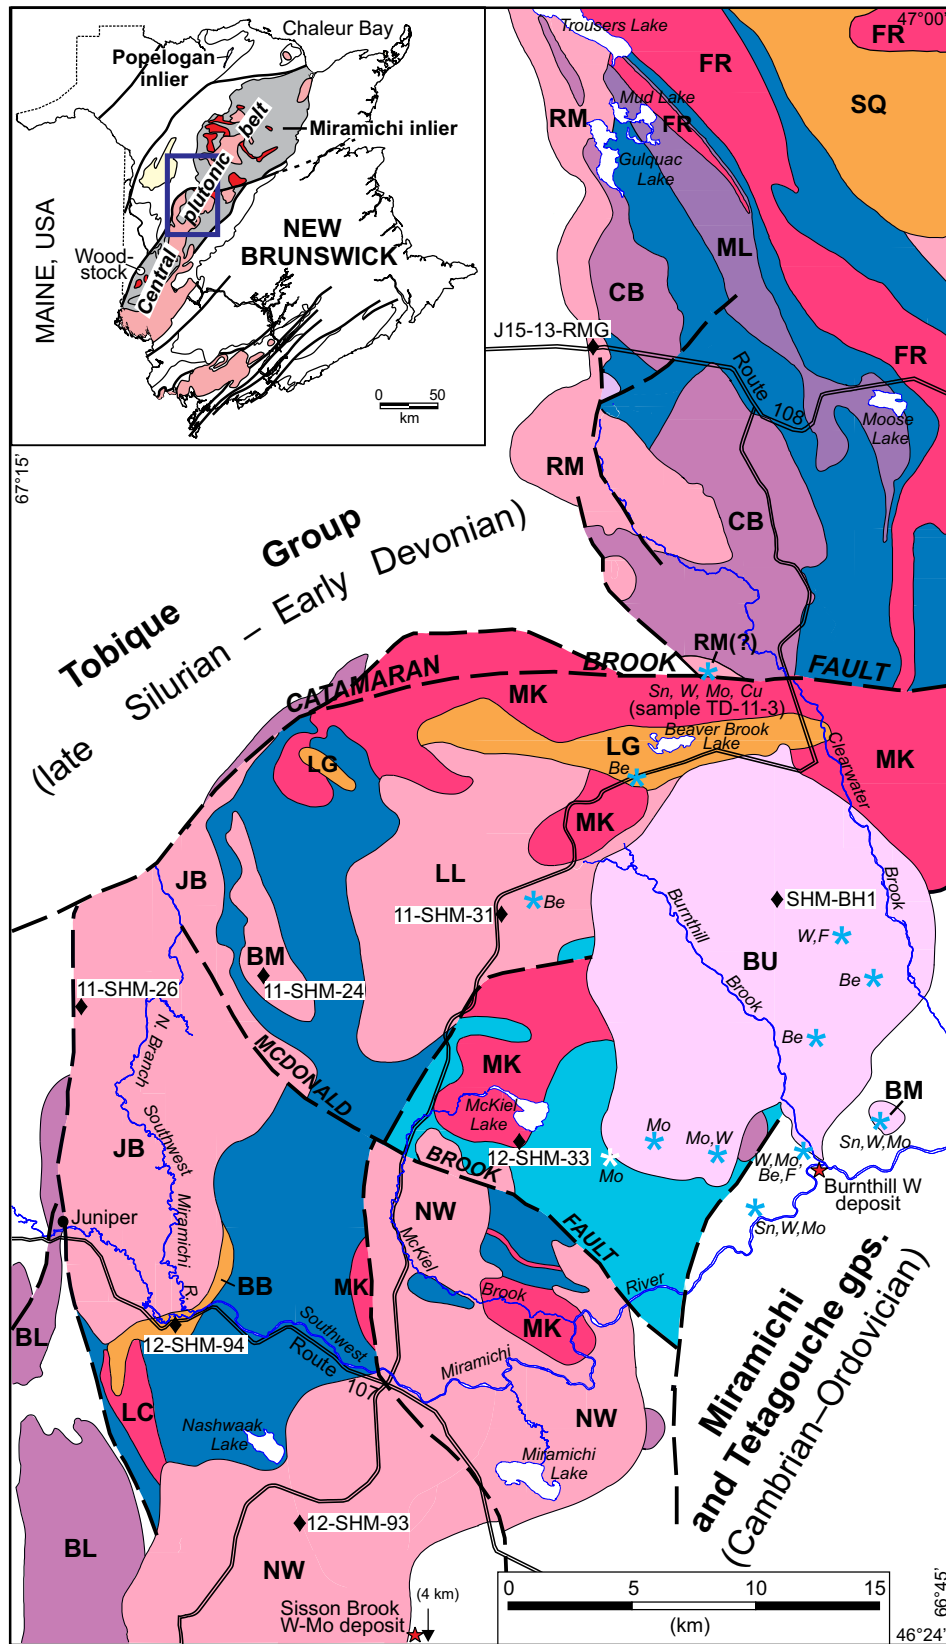 Chaleur Bay
Popelogan
inlier
belt
Miramichi inlier
plutonic
MAINE, USA
NEW
BRUNSWICK
Wood-
stock
Central
0 50
km
47°00'
67°15'
Trousers Lake
FR
FR
SQ
Mud Lake
RM
FR
Gulquac
Lake
ML
CB
J15-13-RMG
FR
Route 108
Moose
Lake
RM
CB
Tobique Group
(late Silurian – Early Devonian)
RM(?)
CATAMARAN BROOK FAULT
MK
Sn, W, Mo, Cu
(sample TD-11-3)
Beaver Brook
Lake
LG
LG
Be
MK
Clearwater
Brook
MK
JB
LL
11-SHM-31
Be
SHM-BH1
Burnthill
Brook
W,F
BU
BM
11-SHM-24
Be
11-SHM-26
N. Branch
Southwest
Miramichi
R.
MCDONALD
BROOK
FAULT
Be
MK
McKiel
Lake
12-SHM-33
BM
Sn,W,Mo
JB
Mo
Mo,W
Mo
W,Mo,
Be,F
Burnthill W
deposit
Sn,W,Mo
Juniper
NW
McKiel
Brook
River
BB
MK
BL
12-SHM-94
Southwest
Route
107
MK
Miramichi
LC
Nashwaak
Lake
NW
Miramichi
Lake
Miramichi
and Tetagouche gps.
(Cambrian–Ordovician)
12-SHM-93
BL
NW
(4 km)
Sisson Brook
W-Mo deposit
0 5 10 15
(km)
66°45'
46°24'